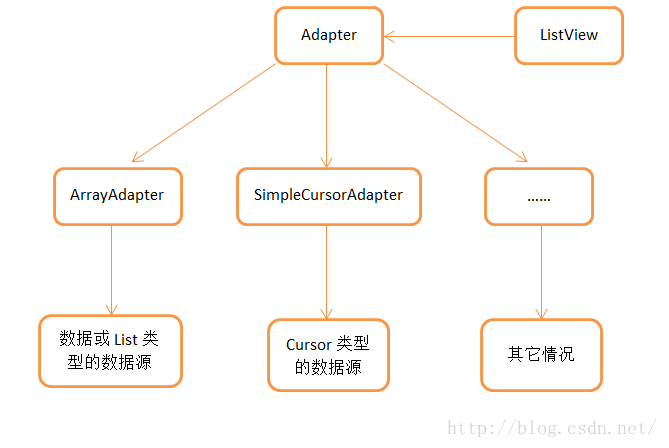 Adapter
ListView
ArrayAdapter
SimpleCursorAdapter
……
数据或 List 类
型的数据源
Cursor 类型
的数据源
其它情况
http://blog.csdn.net/